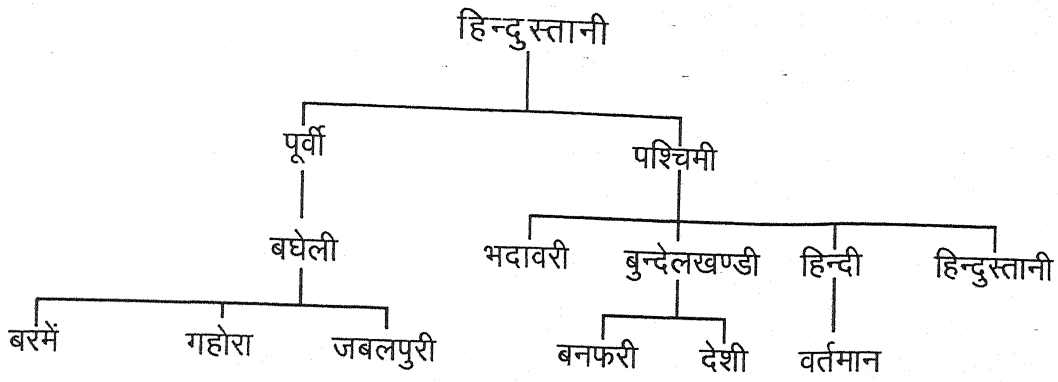 हिन्दुस्तानी
पूर्वी
पश्चिमी
बघेली
भदावरी
बुन्देलखण्डी
हिन्दी
हिन्दुस्तानी
बरमें
गहोरा
जबलपुरी
बनफरी
देशी
वर्तमान